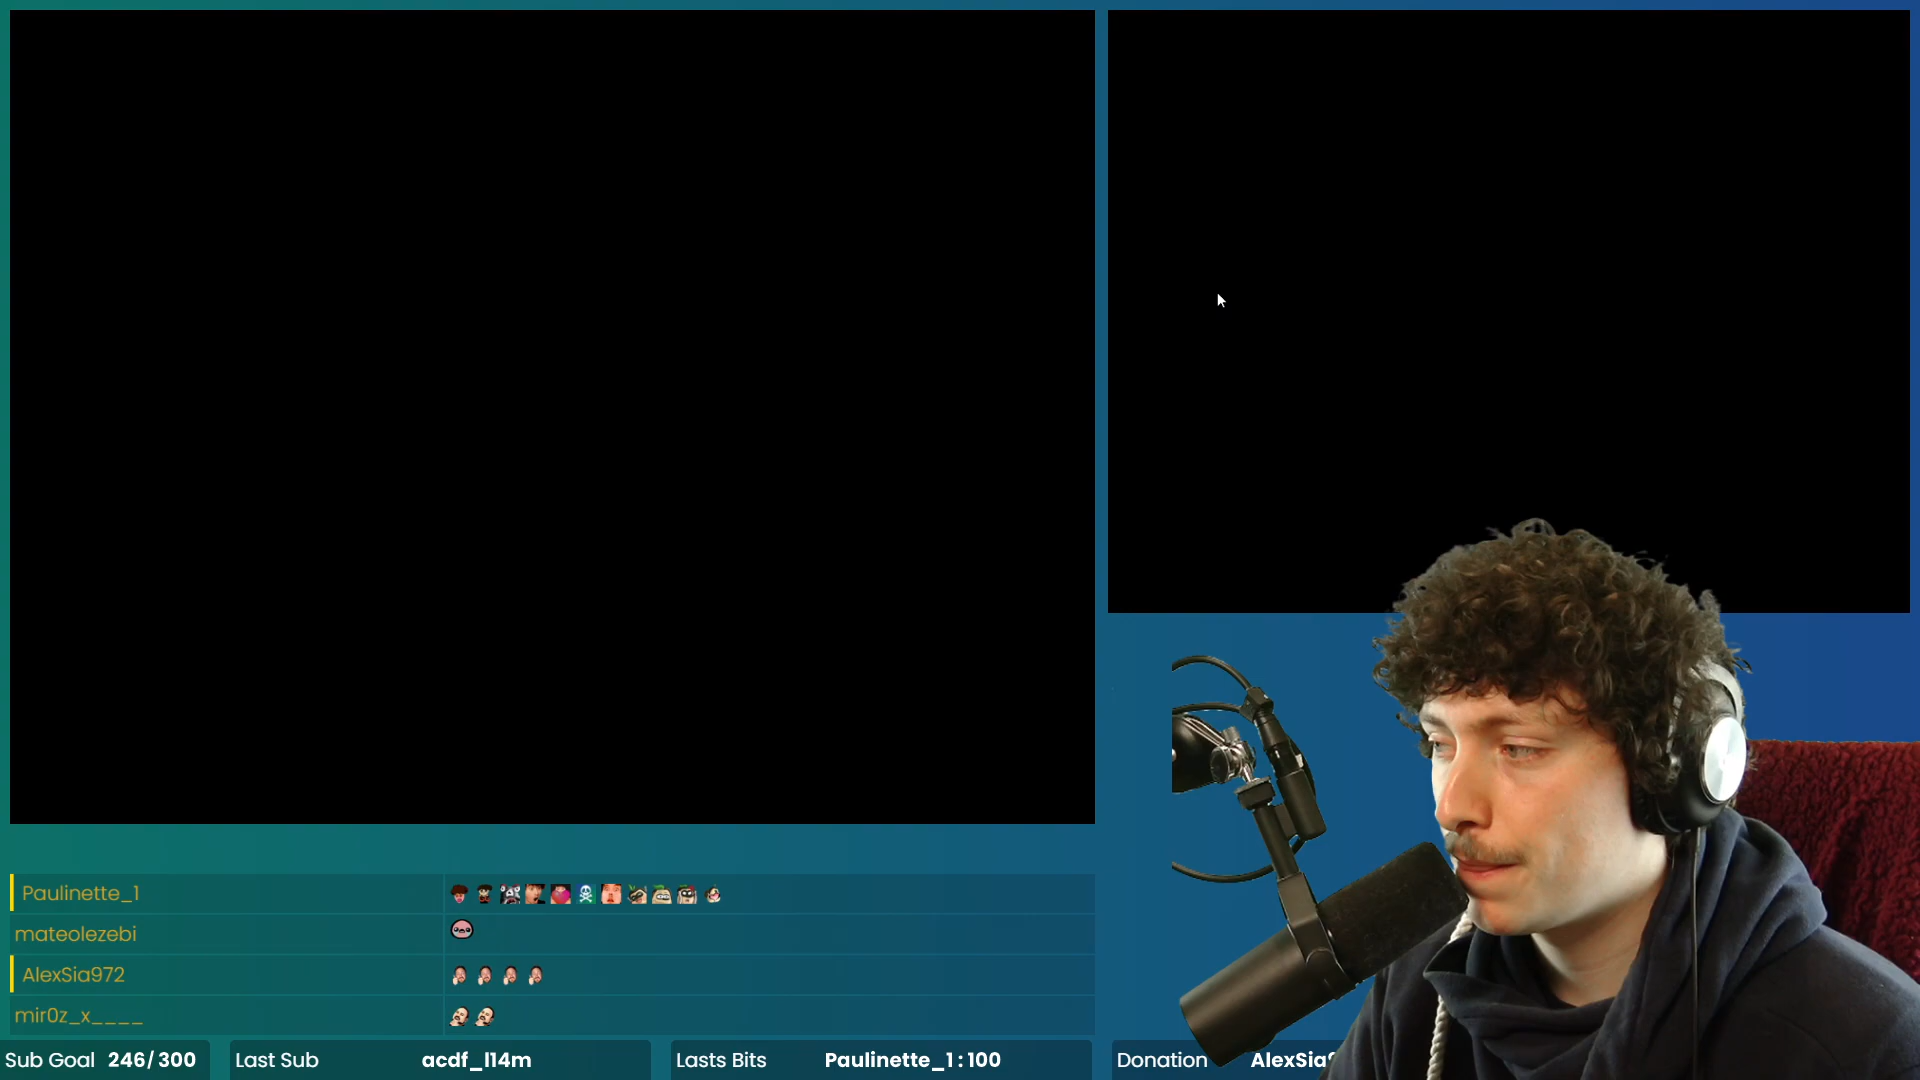 Paulinette_1
mateolezebi
AlexSia972
mir0z_x____
Sub Goal 246/300
Last Sub acdf_l14m
Lasts Bits Paulinette_1 : 100
Donation